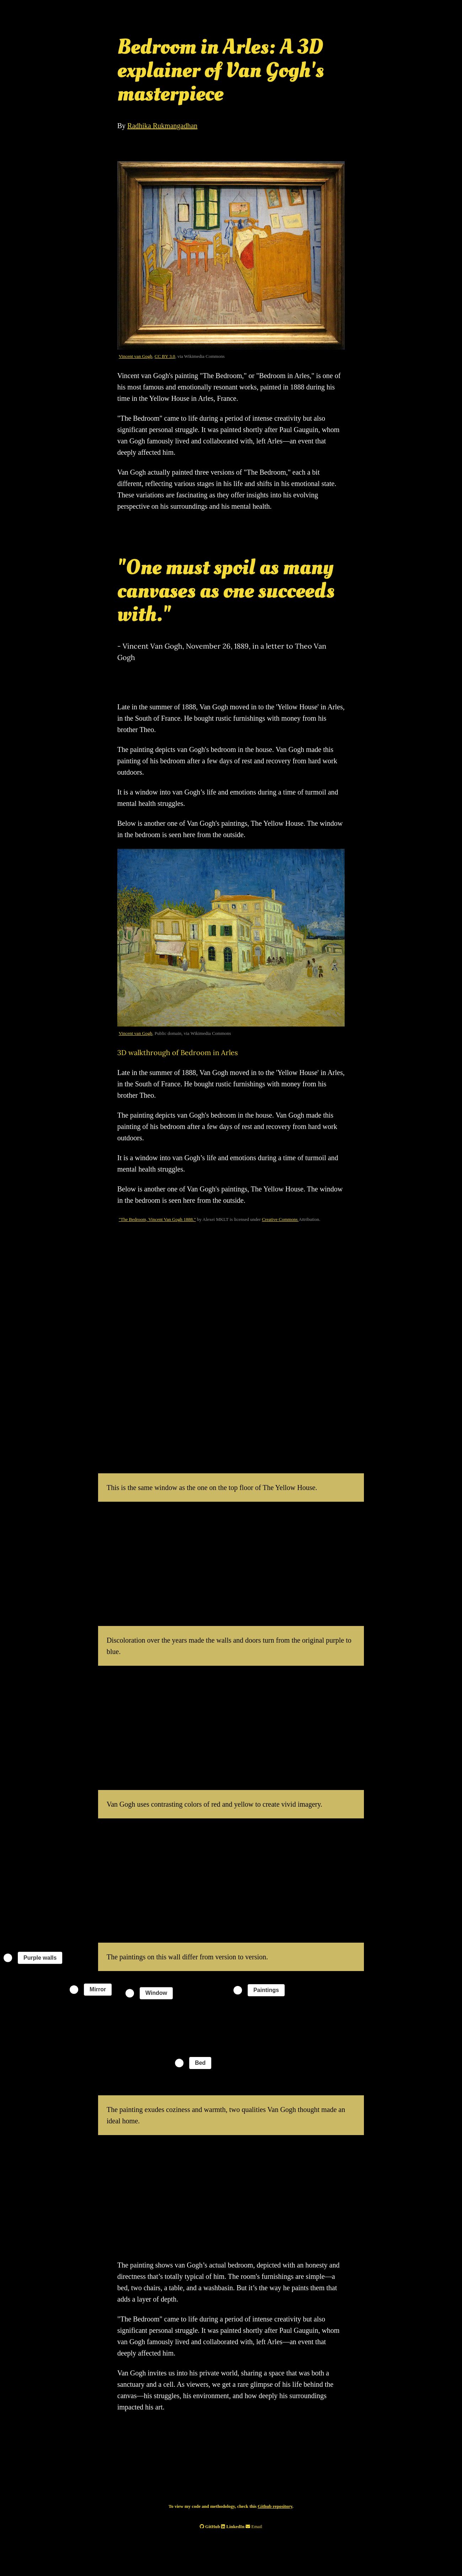 Bedroom in Arles: A 3D
explainer of Van Gogh's
masterpiece
By Radhika Rukmangadhan
Vincent van Gogh, CC BY 3.0, via Wikimedia Commons
Vincent van Gogh's painting "The Bedroom," or "Bedroom in Arles," is one of
his most famous and emotionally resonant works, painted in 1888 during his
time in the Yellow House in Arles, France.
"The Bedroom" came to life during a period of intense creativity but also
significant personal struggle. It was painted shortly after Paul Gauguin, whom
van Gogh famously lived and collaborated with, left Arles—an event that
deeply affected him.
Van Gogh actually painted three versions of "The Bedroom," each a bit
different, reflecting various stages in his life and shifts in his emotional state.
These variations are fascinating as they offer insights into his evolving
perspective on his surroundings and his mental health.
"One must spoil as many
canvases as one succeeds
with."
- Vincent Van Gogh, November 26, 1889, in a letter to Theo Van
Gogh
Late in the summer of 1888, Van Gogh moved in to the 'Yellow House' in Arles,
in the South of France. He bought rustic furnishings with money from his
brother Theo.
The painting depicts van Gogh's bedroom in the house. Van Gogh made this
painting of his bedroom after a few days of rest and recovery from hard work
outdoors.
It is a window into van Gogh’s life and emotions during a time of turmoil and
mental health struggles.
Below is another one of Van Gogh's paintings, The Yellow House. The window
in the bedroom is seen here from the outside.
Vincent van Gogh, Public domain, via Wikimedia Commons
3D walkthrough of Bedroom in Arles
Late in the summer of 1888, Van Gogh moved in to the 'Yellow House' in Arles,
in the South of France. He bought rustic furnishings with money from his
brother Theo.
The painting depicts van Gogh's bedroom in the house. Van Gogh made this
painting of his bedroom after a few days of rest and recovery from hard work
outdoors.
It is a window into van Gogh’s life and emotions during a time of turmoil and
mental health struggles.
Below is another one of Van Gogh's paintings, The Yellow House. The window
in the bedroom is seen here from the outside.
"The Bedroom, Vincent Van Gogh 1888." by Alexei MKLT is licensed under Creative Commons Attribution.
This is the same window as the one on the top floor of The Yellow House.
Discoloration over the years made the walls and doors turn from the original purple to
blue.
Van Gogh uses contrasting colors of red and yellow to create vivid imagery.
The paintings on this wall differ from version to version.
Purple walls
Mirror
Window
Paintings
Bed
The painting exudes coziness and warmth, two qualities Van Gogh thought made an
ideal home.
The painting shows van Gogh’s actual bedroom, depicted with an honesty and
directness that’s totally typical of him. The room's furnishings are simple—a
bed, two chairs, a table, and a washbasin. But it’s the way he paints them that
adds a layer of depth.
"The Bedroom" came to life during a period of intense creativity but also
significant personal struggle. It was painted shortly after Paul Gauguin, whom
van Gogh famously lived and collaborated with, left Arles—an event that
deeply affected him.
Van Gogh invites us into his private world, sharing a space that was both a
sanctuary and a cell. As viewers, we get a rare glimpse of his life behind the
canvas—his struggles, his environment, and how deeply his surroundings
impacted his art.
To view my code and methodology, check this Github repository.
GitHub LinkedIn Email